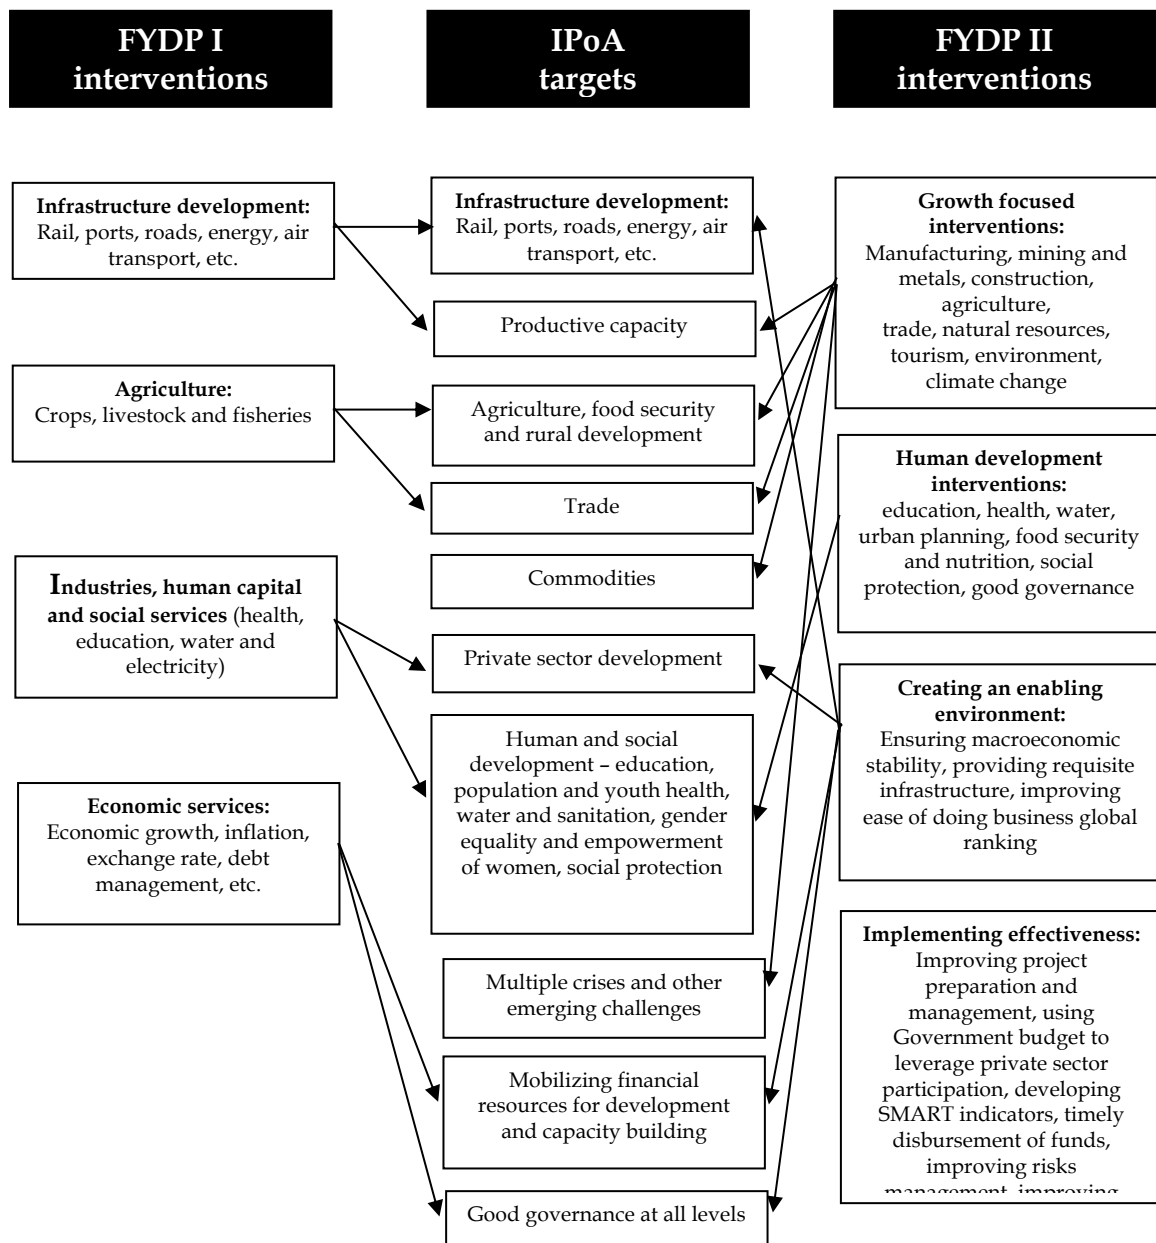 FYDP I
interventions
IPoA
targets
FYDP II
interventions
Infrastructure development:
Rail, ports, roads, energy, air
transport, etc.
Agriculture:
Crops, livestock and fisheries
Industries, human capital
and social services (health,
education, water and
electricity)
Economic services:
Economic growth, inflation,
exchange rate, debt
management, etc.
Infrastructure development:
Rail, ports, roads, energy, air
transport, etc.
Productive capacity
Agriculture, food security
and rural development
Trade
Commodities
Private sector development
Human and social
development – education,
population and youth health,
water and sanitation, gender
equality and empowerment
of women, social protection
Multiple crises and other
emerging challenges
Mobilizing financial
resources for development
and capacity building
Good governance at all levels
Growth focused
interventions:
Manufacturing, mining and
metals, construction,
agriculture,
trade, natural resources,
tourism, environment,
climate change
Human development
interventions:
education, health, water,
urban planning, food security
and nutrition, social
protection, good governance
Creating an enabling
environment:
Ensuring macroeconomic
stability, providing requisite
infrastructure, improving
ease of doing business global
ranking
Implementing effectiveness:
Improving project
preparation and
management, using
Government budget to
leverage private sector
participation, developing
SMART indicators, timely
disbursement of funds,
improving risks
management, improving